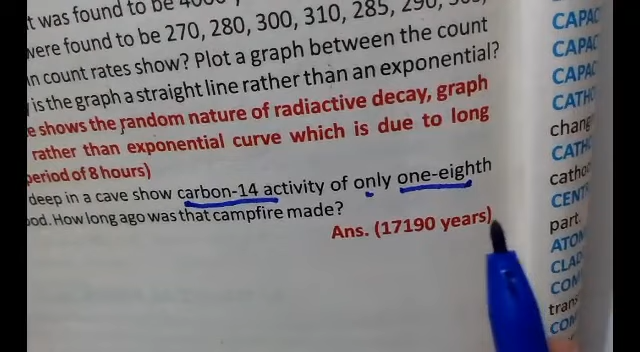 t was found to be 4000
were found to be 270, 280, 300, 310, 285, 290,
n count rates show? Plot a graph between the count
is the graph a straight line rather than an exponential?
e shows the random nature of radiactive decay, graph
rather than exponential curve which is due to long
period of 8 hours)
deep in a cave show carbon-14 activity of only one-eighth
od. How long ago was that campfire made?
Ans. (17190 years)
CAPAC
CAPAC
CAPAC
CATH
chang
CATH
catho
CENT
part.
ATOM
CLAD
CON
trans
CON